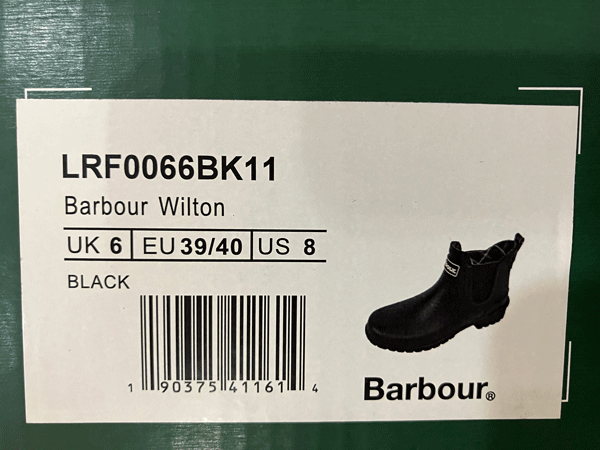 LRF0066BK11
Barbour Wilton
UK 6 EU 39/40 US 8
BLACK
1 90375 41161 4
Barbour®